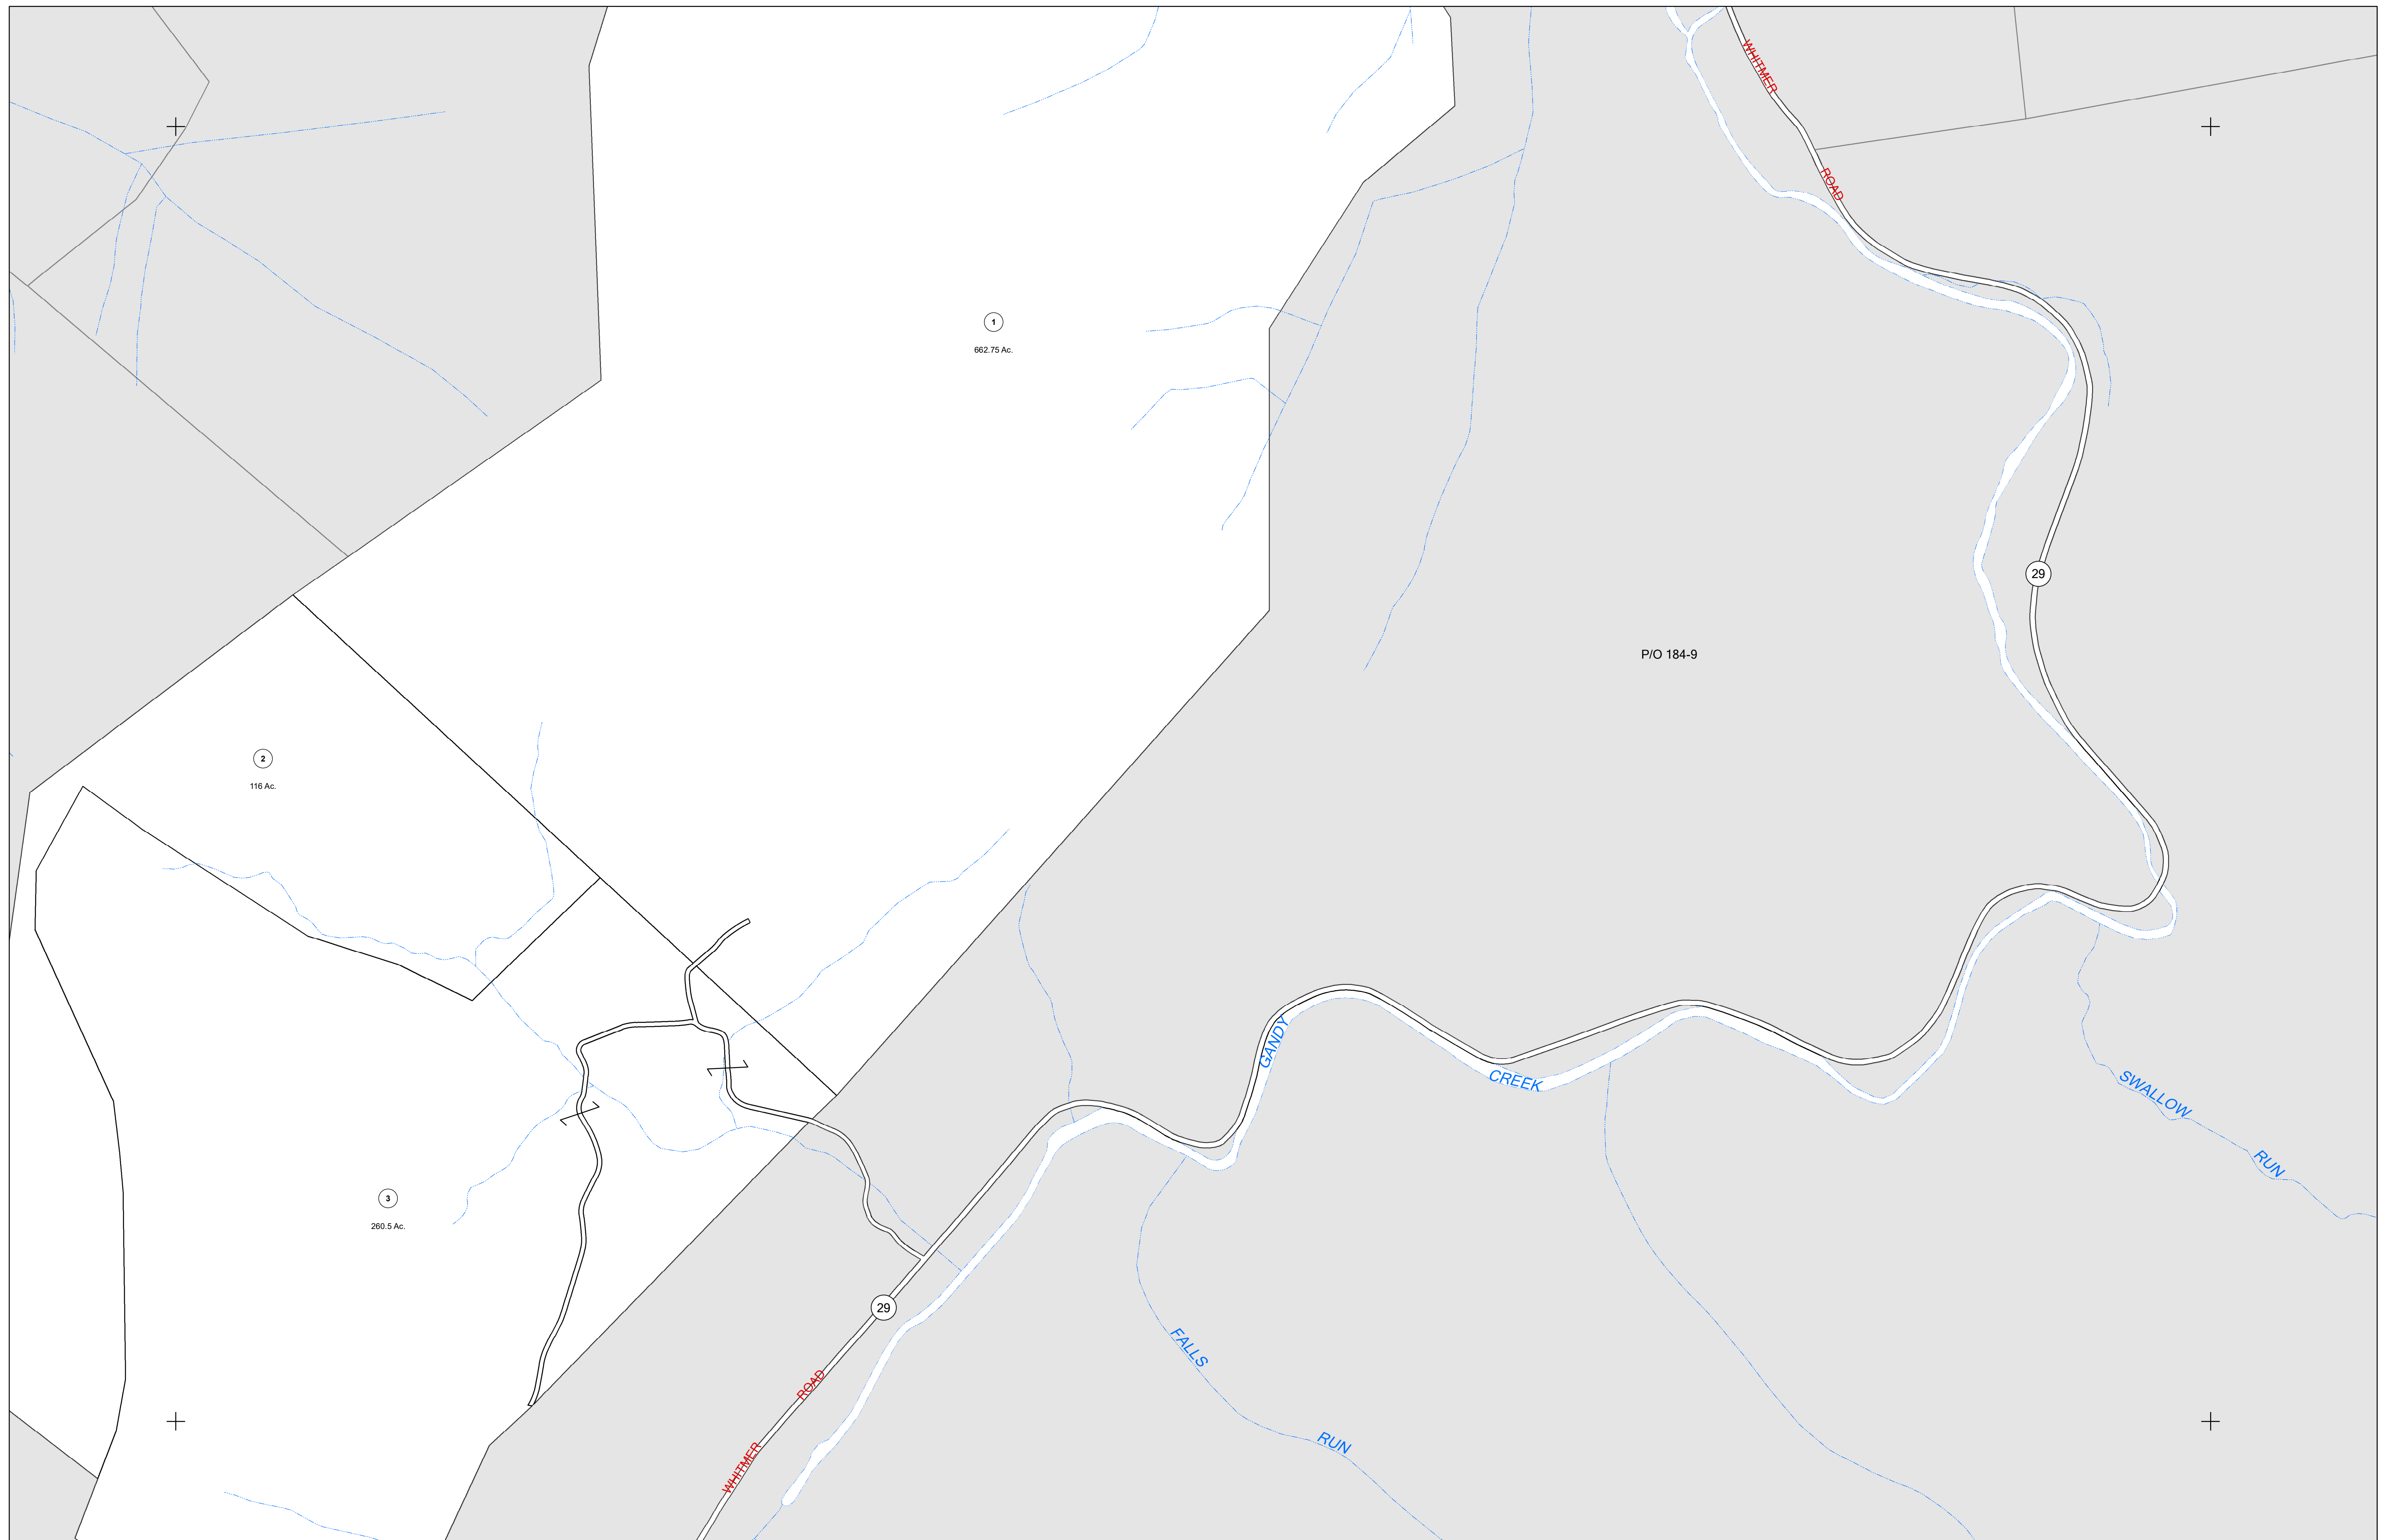 WHITMER
ROAD
1
662.75 Ac.
29
P/O 184-9
2
116 Ac.
GANDY
CREEK
SWALLOW
RUN
3
260.5 Ac.
29
FALLS
RUN
ROAD
WHITMER